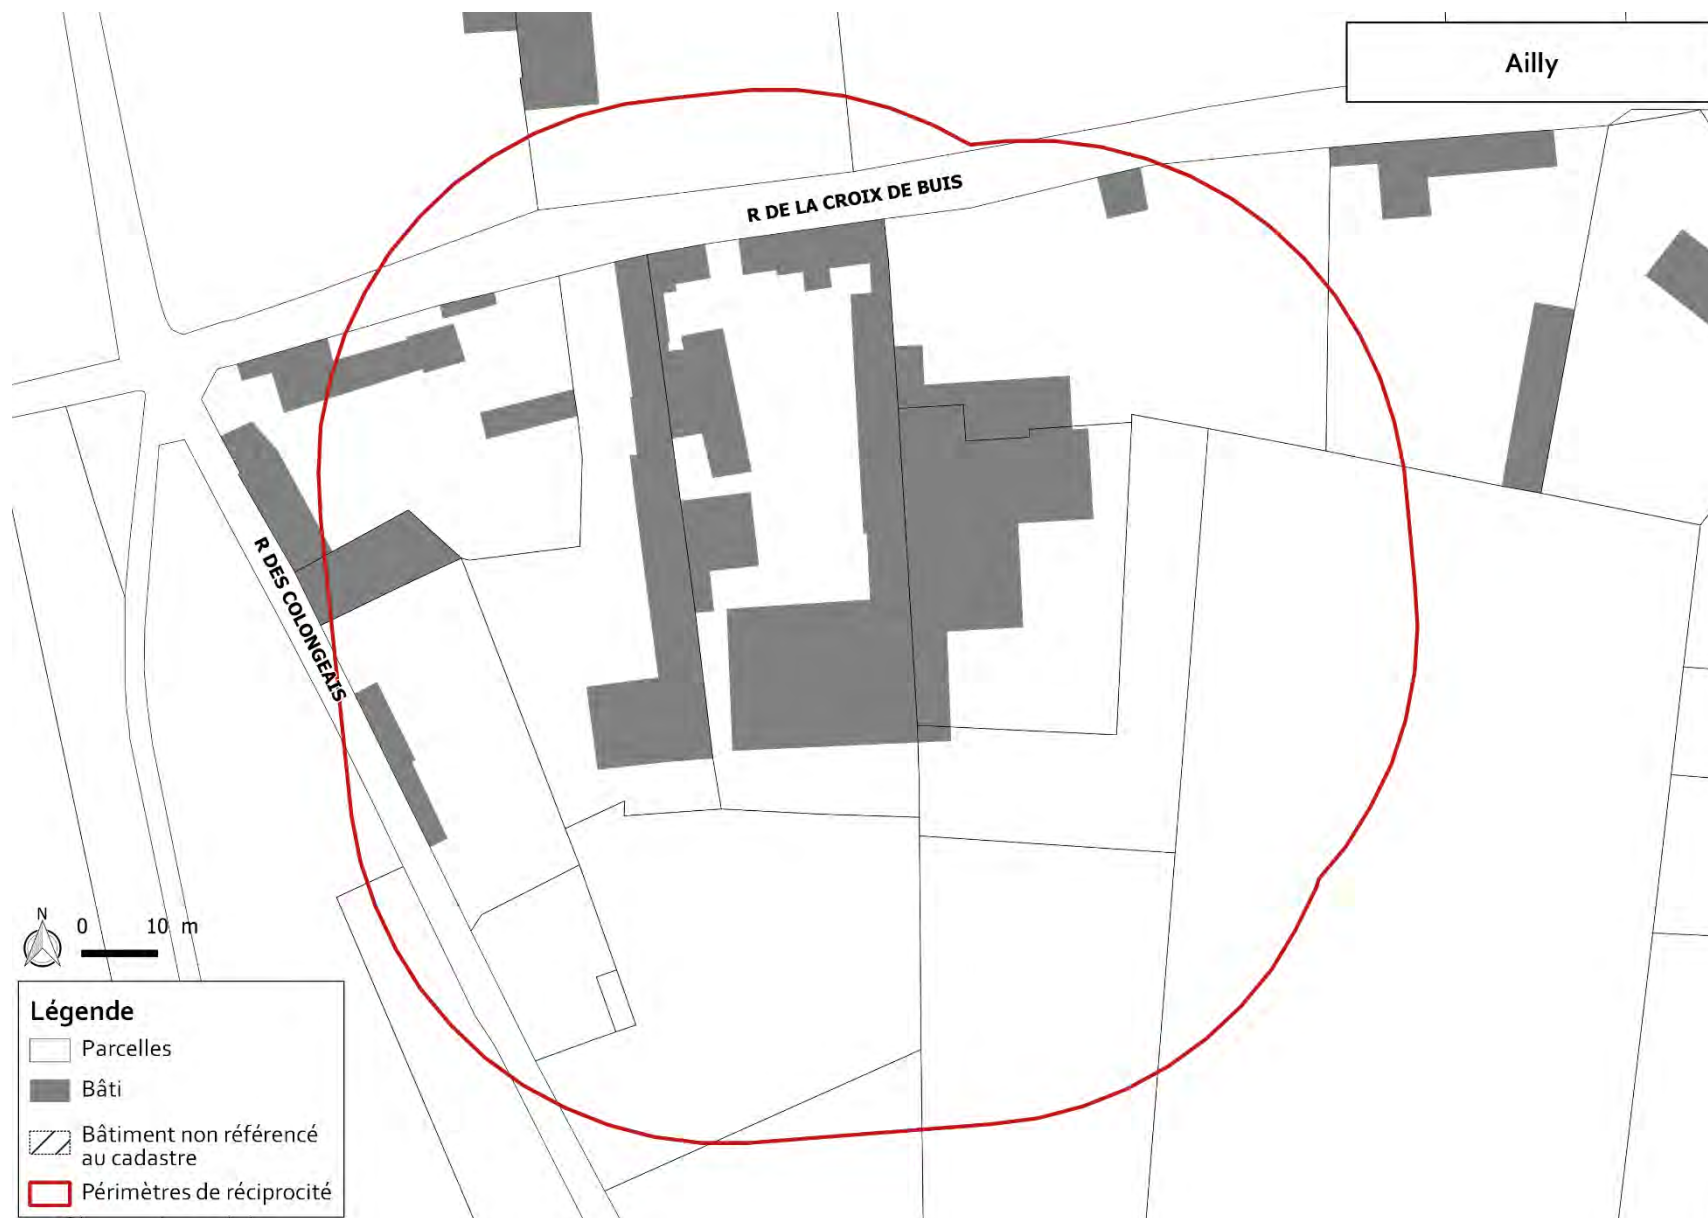 Ailly
R DE LA CROIX DE BUIS
R DES COLONGEAIS
N
0 10 m
Légende
Parcelles
Bâti
Bâtiment non référencé
au cadastre
Périmètres de réciprocité